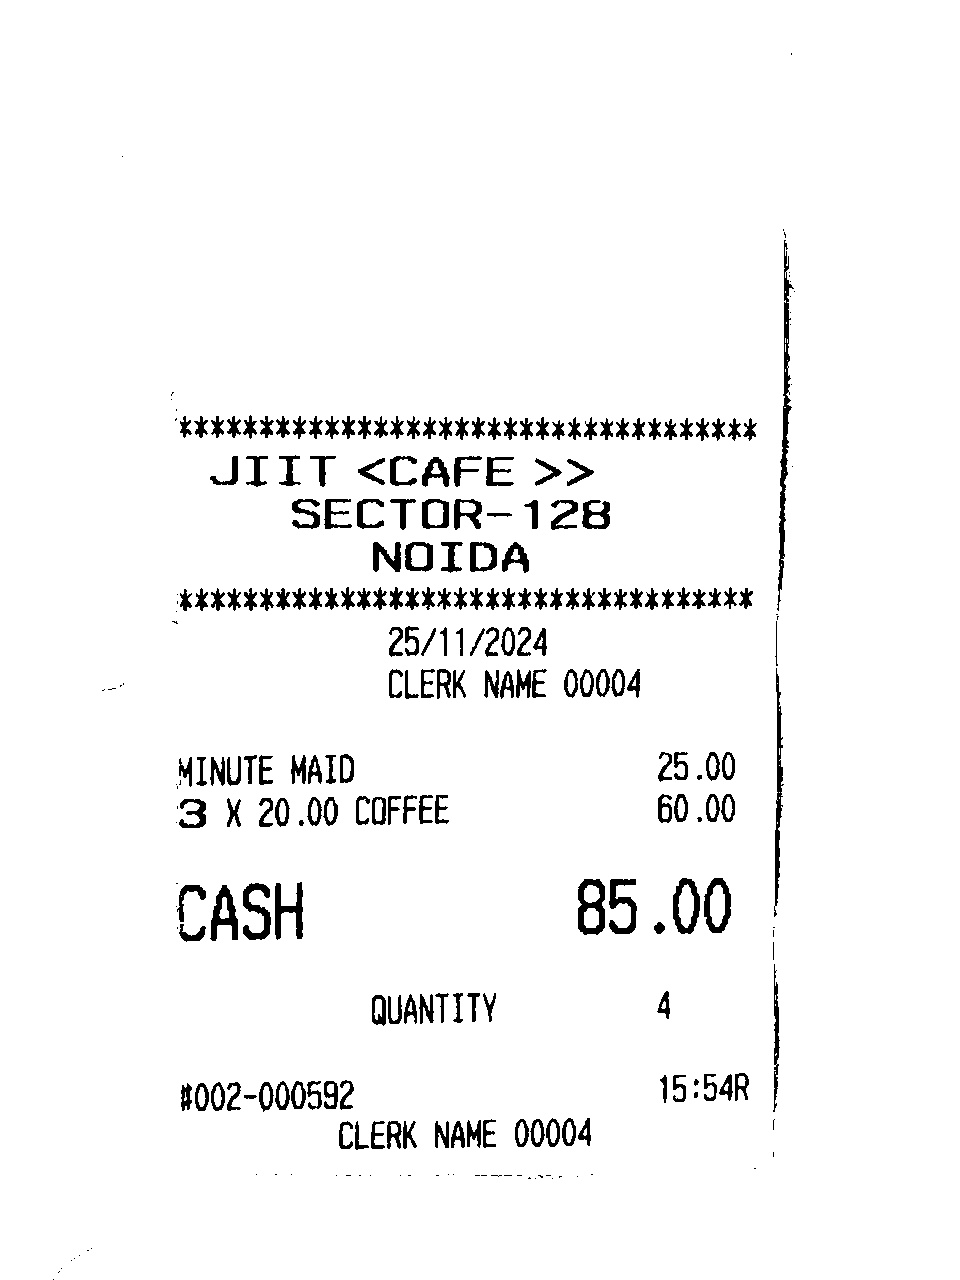 ************************************
JIIT <CAFE >>
SECTOR-128
NOIDA
************************************
25/11/2024
CLERK NAME 00004
MINUTE MAID 25.00
3 X 20.00 COFFEE 60.00
CASH 85.00
QUANTITY 4
#002-000592 15:54R
CLERK NAME 00004